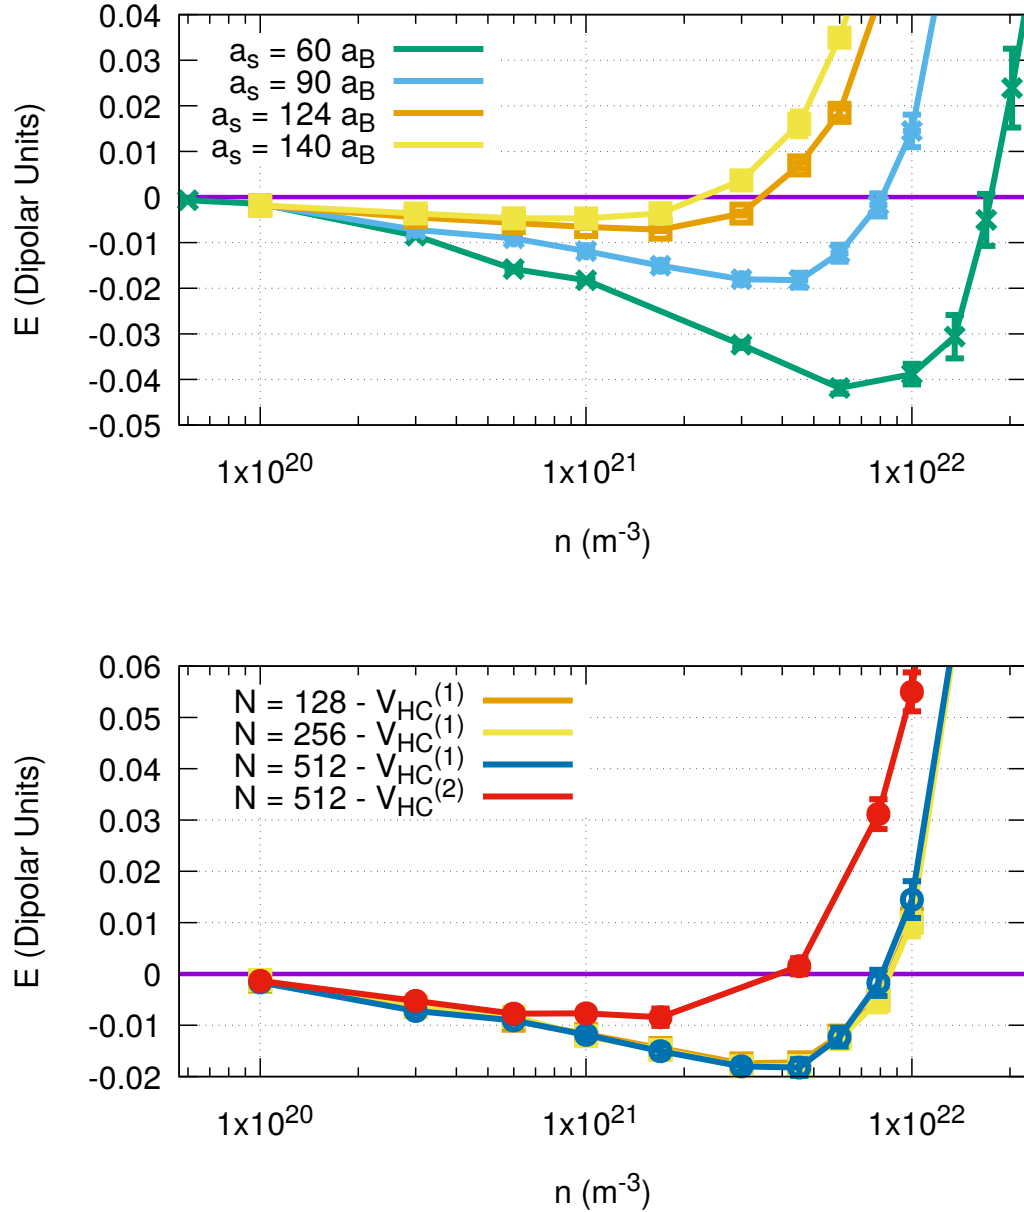 0.04
0.03
0.02
0.01
0
-0.01
-0.02
-0.03
-0.04
-0.05
E (Dipolar Units)
a_s = 60 a_B
a_s = 90 a_B
a_s = 124 a_B
a_s = 140 a_B
1x10^20 1x10^21 1x10^22
n (m^-3)
0.06
0.05
0.04
0.03
0.02
0.01
0
-0.01
-0.02
E (Dipolar Units)
N = 128 - V_HC^(1)
N = 256 - V_HC^(1)
N = 512 - V_HC^(1)
N = 512 - V_HC^(2)
1x10^20 1x10^21 1x10^22
n (m^-3)